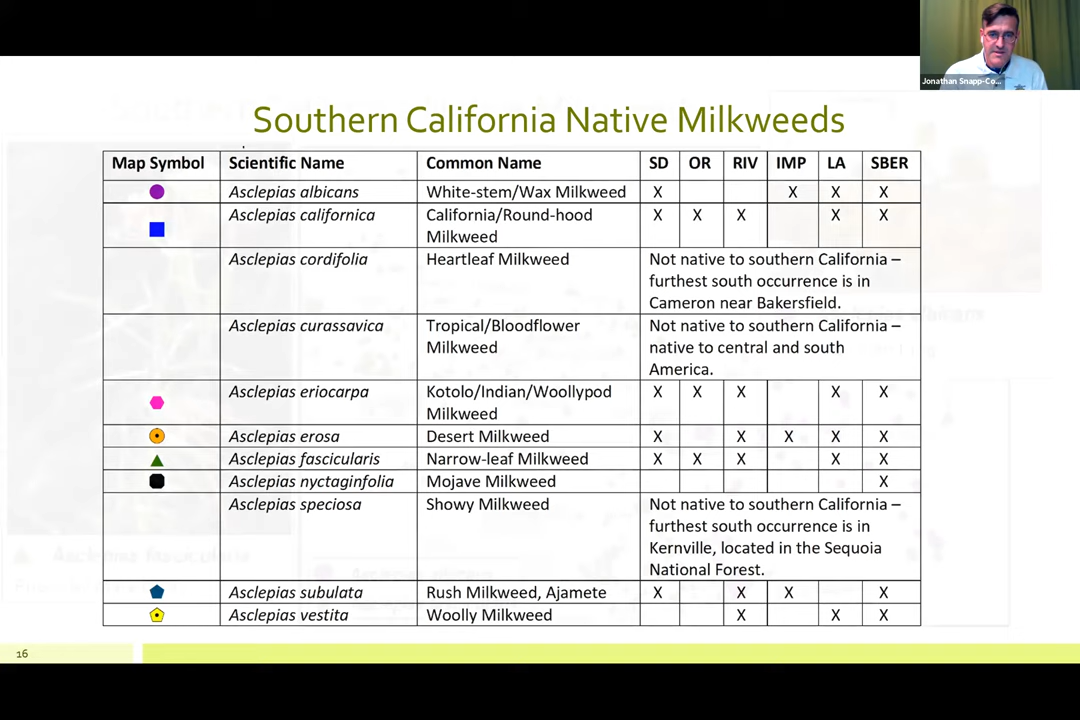 Jonathan Snapp-Co...
Southern California Native Milkweeds
Map Symbol Scientific Name Common Name SD OR RIV IMP LA SBER
Asclepias albicans White-stem/Wax Milkweed X X X X
Asclepias californica California/Round-hood X X X X X
Milkweed
Asclepias cordifolia Heartleaf Milkweed Not native to southern California –
furthest south occurrence is in
Cameron near Bakersfield.
Asclepias curassavica Tropical/Bloodflower Not native to southern California –
Milkweed native to central and south
America.
Asclepias eriocarpa Kotolo/Indian/Woollypod X X X X X
Milkweed
Asclepias erosa Desert Milkweed X X X X X
Asclepias fascicularis Narrow-leaf Milkweed X X X X X
Asclepias nyctaginfolia Mojave Milkweed X
Asclepias speciosa Showy Milkweed Not native to southern California –
furthest south occurrence is in
Kernville, located in the Sequoia
National Forest.
Asclepias subulata Rush Milkweed, Ajamete X X X X
Asclepias vestita Woolly Milkweed X X X
16